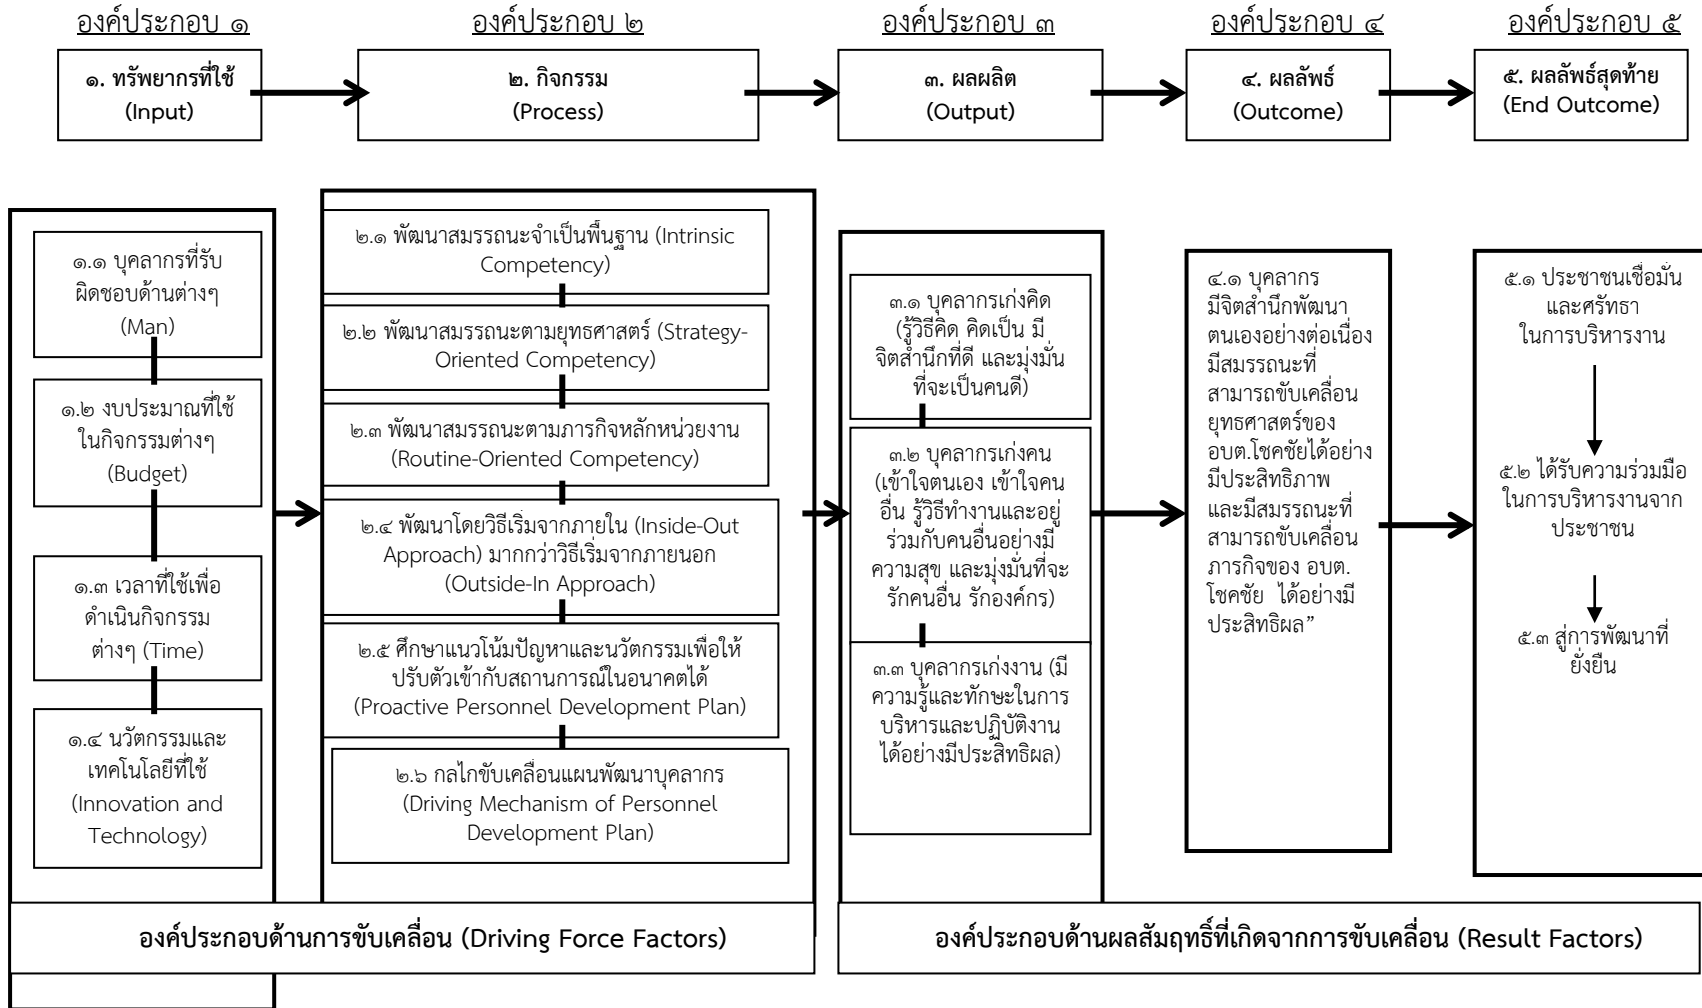 องค์ประกอบ ๑
องค์ประกอบ ๒
องค์ประกอบ ๓
องค์ประกอบ ๔
องค์ประกอบ ๕
๑. ทรัพยากรที่ใช้
(Input)
๒. กิจกรรม
(Process)
๓. ผลผลิต
(Output)
๔. ผลลัพธ์
(Outcome)
๕. ผลลัพธ์สุดท้าย
(End Outcome)
๑.๑ บุคลากรที่รับ
ผิดชอบด้านต่างๆ
(Man)
๑.๒ งบประมาณที่ใช้
ในกิจกรรมต่างๆ
(Budget)
๑.๓ เวลาที่ใช้เพื่อ
ดำเนินกิจกรรม
ต่างๆ (Time)
๑.๔ นวัตกรรมและ
เทคโนโลยีที่ใช้
(Innovation and
Technology)
๒.๑ พัฒนาสมรรถนะจำเป็นพื้นฐาน (Intrinsic
Competency)
๒.๒ พัฒนาสมรรถนะตามยุทธศาสตร์ (Strategy-
Oriented Competency)
๒.๓ พัฒนาสมรรถนะตามภารกิจหลักหน่วยงาน
(Routine-Oriented Competency)
๒.๔ พัฒนาโดยวิธีเริ่มจากภายใน (Inside-Out
Approach) มากกว่าวิธีเริ่มจากภายนอก
(Outside-In Approach)
๒.๕ ศึกษาแนวโน้มปัญหาและนวัตกรรมเพื่อให้
ปรับตัวเข้ากับสถานการณ์ในอนาคตได้
(Proactive Personnel Development Plan)
๒.๖ กลไกขับเคลื่อนแผนพัฒนาบุคลากร
(Driving Mechanism of Personnel
Development Plan)
๓.๑ บุคลากรเก่งคิด
(รู้วิธีคิด คิดเป็น มี
จิตสำนึกที่ดี และมุ่งมั่น
ที่จะเป็นคนดี)
๓.๒ บุคลากรเก่งคน
(เข้าใจตนเอง เข้าใจคน
อื่น รู้วิธีทำงานและอยู่
ร่วมกับคนอื่นอย่างมี
ความสุข และมุ่งมั่นที่จะ
รักคนอื่น รักองค์กร)
๓.๓ บุคลากรเก่งงาน (มี
ความรู้และทักษะในการ
บริหารและปฏิบัติงาน
ได้อย่างมีประสิทธิผล)
๔.๑ บุคลากร
มีจิตสำนึกพัฒนา
ตนเองอย่างต่อเนื่อง
มีสมรรถนะที่
สามารถขับเคลื่อน
ยุทธศาสตร์ของ
อบต.โชคชัยได้อย่าง
มีประสิทธิภาพ
และมีสมรรถนะที่
สามารถขับเคลื่อน
ภารกิจของ อบต.
โชคชัย ได้อย่างมี
ประสิทธิผล”
๕.๑ ประชาชนเชื่อมั่น
และศรัทธา
ในการบริหารงาน
๕.๒ ได้รับความร่วมมือ
ในการบริหารงานจาก
ประชาชน
๕.๓ สู่การพัฒนาที่
ยั่งยืน
องค์ประกอบด้านการขับเคลื่อน (Driving Force Factors)
องค์ประกอบด้านผลสัมฤทธิ์ที่เกิดจากการขับเคลื่อน (Result Factors)